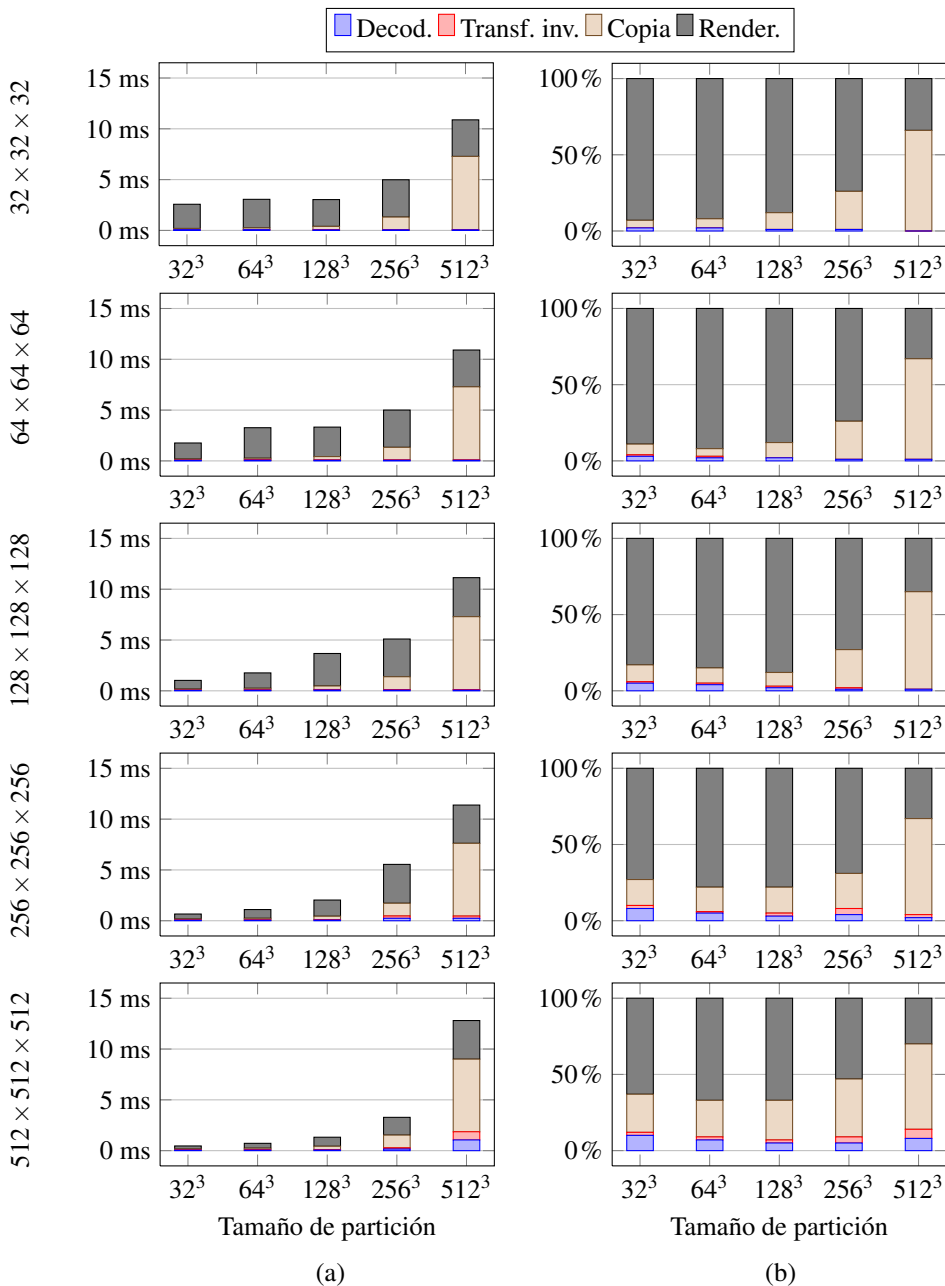 Decod. Transf. inv. Copia Render.
32 × 32 × 32
15 ms
10 ms
5 ms
0 ms
32³ 64³ 128³ 256³ 512³
100 %
50 %
0 %
32³ 64³ 128³ 256³ 512³
64 × 64 × 64
15 ms
10 ms
5 ms
0 ms
32³ 64³ 128³ 256³ 512³
100 %
50 %
0 %
32³ 64³ 128³ 256³ 512³
128 × 128 × 128
15 ms
10 ms
5 ms
0 ms
32³ 64³ 128³ 256³ 512³
100 %
50 %
0 %
32³ 64³ 128³ 256³ 512³
256 × 256 × 256
15 ms
10 ms
5 ms
0 ms
32³ 64³ 128³ 256³ 512³
100 %
50 %
0 %
32³ 64³ 128³ 256³ 512³
512 × 512 × 512
15 ms
10 ms
5 ms
0 ms
32³ 64³ 128³ 256³ 512³
Tamaño de partición
(a)
100 %
50 %
0 %
32³ 64³ 128³ 256³ 512³
Tamaño de partición
(b)